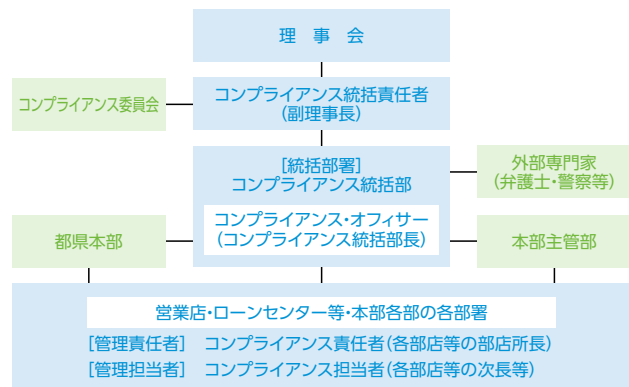 理 事 会
コンプライアンス統括責任者
(副理事長)
コンプライアンス委員会
[統括部署]
コンプライアンス統括部
外部専門家
(弁護士・警察等)
コンプライアンス・オフィサー
(コンプライアンス統括部長)
都県本部
本部主管部
営業店・ローンセンター等・本部各部の各部署
[管理責任者] コンプライアンス責任者(各部店等の部店所長)
[管理担当者] コンプライアンス担当者(各部店等の次長等)